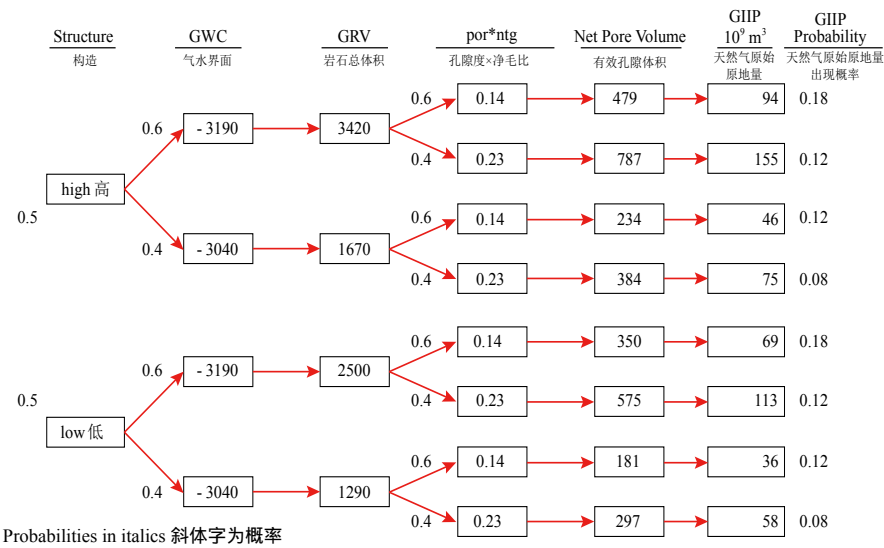 Structure GWC GRV por*ntg Net Pore Volume GIIP 10⁹ m³ GIIP Probability
构造 气水界面 岩石总体积 孔隙度×净毛比 有效孔隙体积 天然气原始原地量 天然气原始原地量出现概率
0.6 0.14 479 94 0.18
0.6 - 3190 3420
0.4 0.23 787 155 0.12
high 高
0.5
0.6 0.14 234 46 0.12
0.4 - 3040 1670
0.4 0.23 384 75 0.08
0.6 0.14 350 69 0.18
0.6 - 3190 2500
0.5
0.4 0.23 575 113 0.12
low 低
0.6 0.14 181 36 0.12
0.4 - 3040 1290
0.4 0.23 297 58 0.08
Probabilities in italics 斜体字为概率